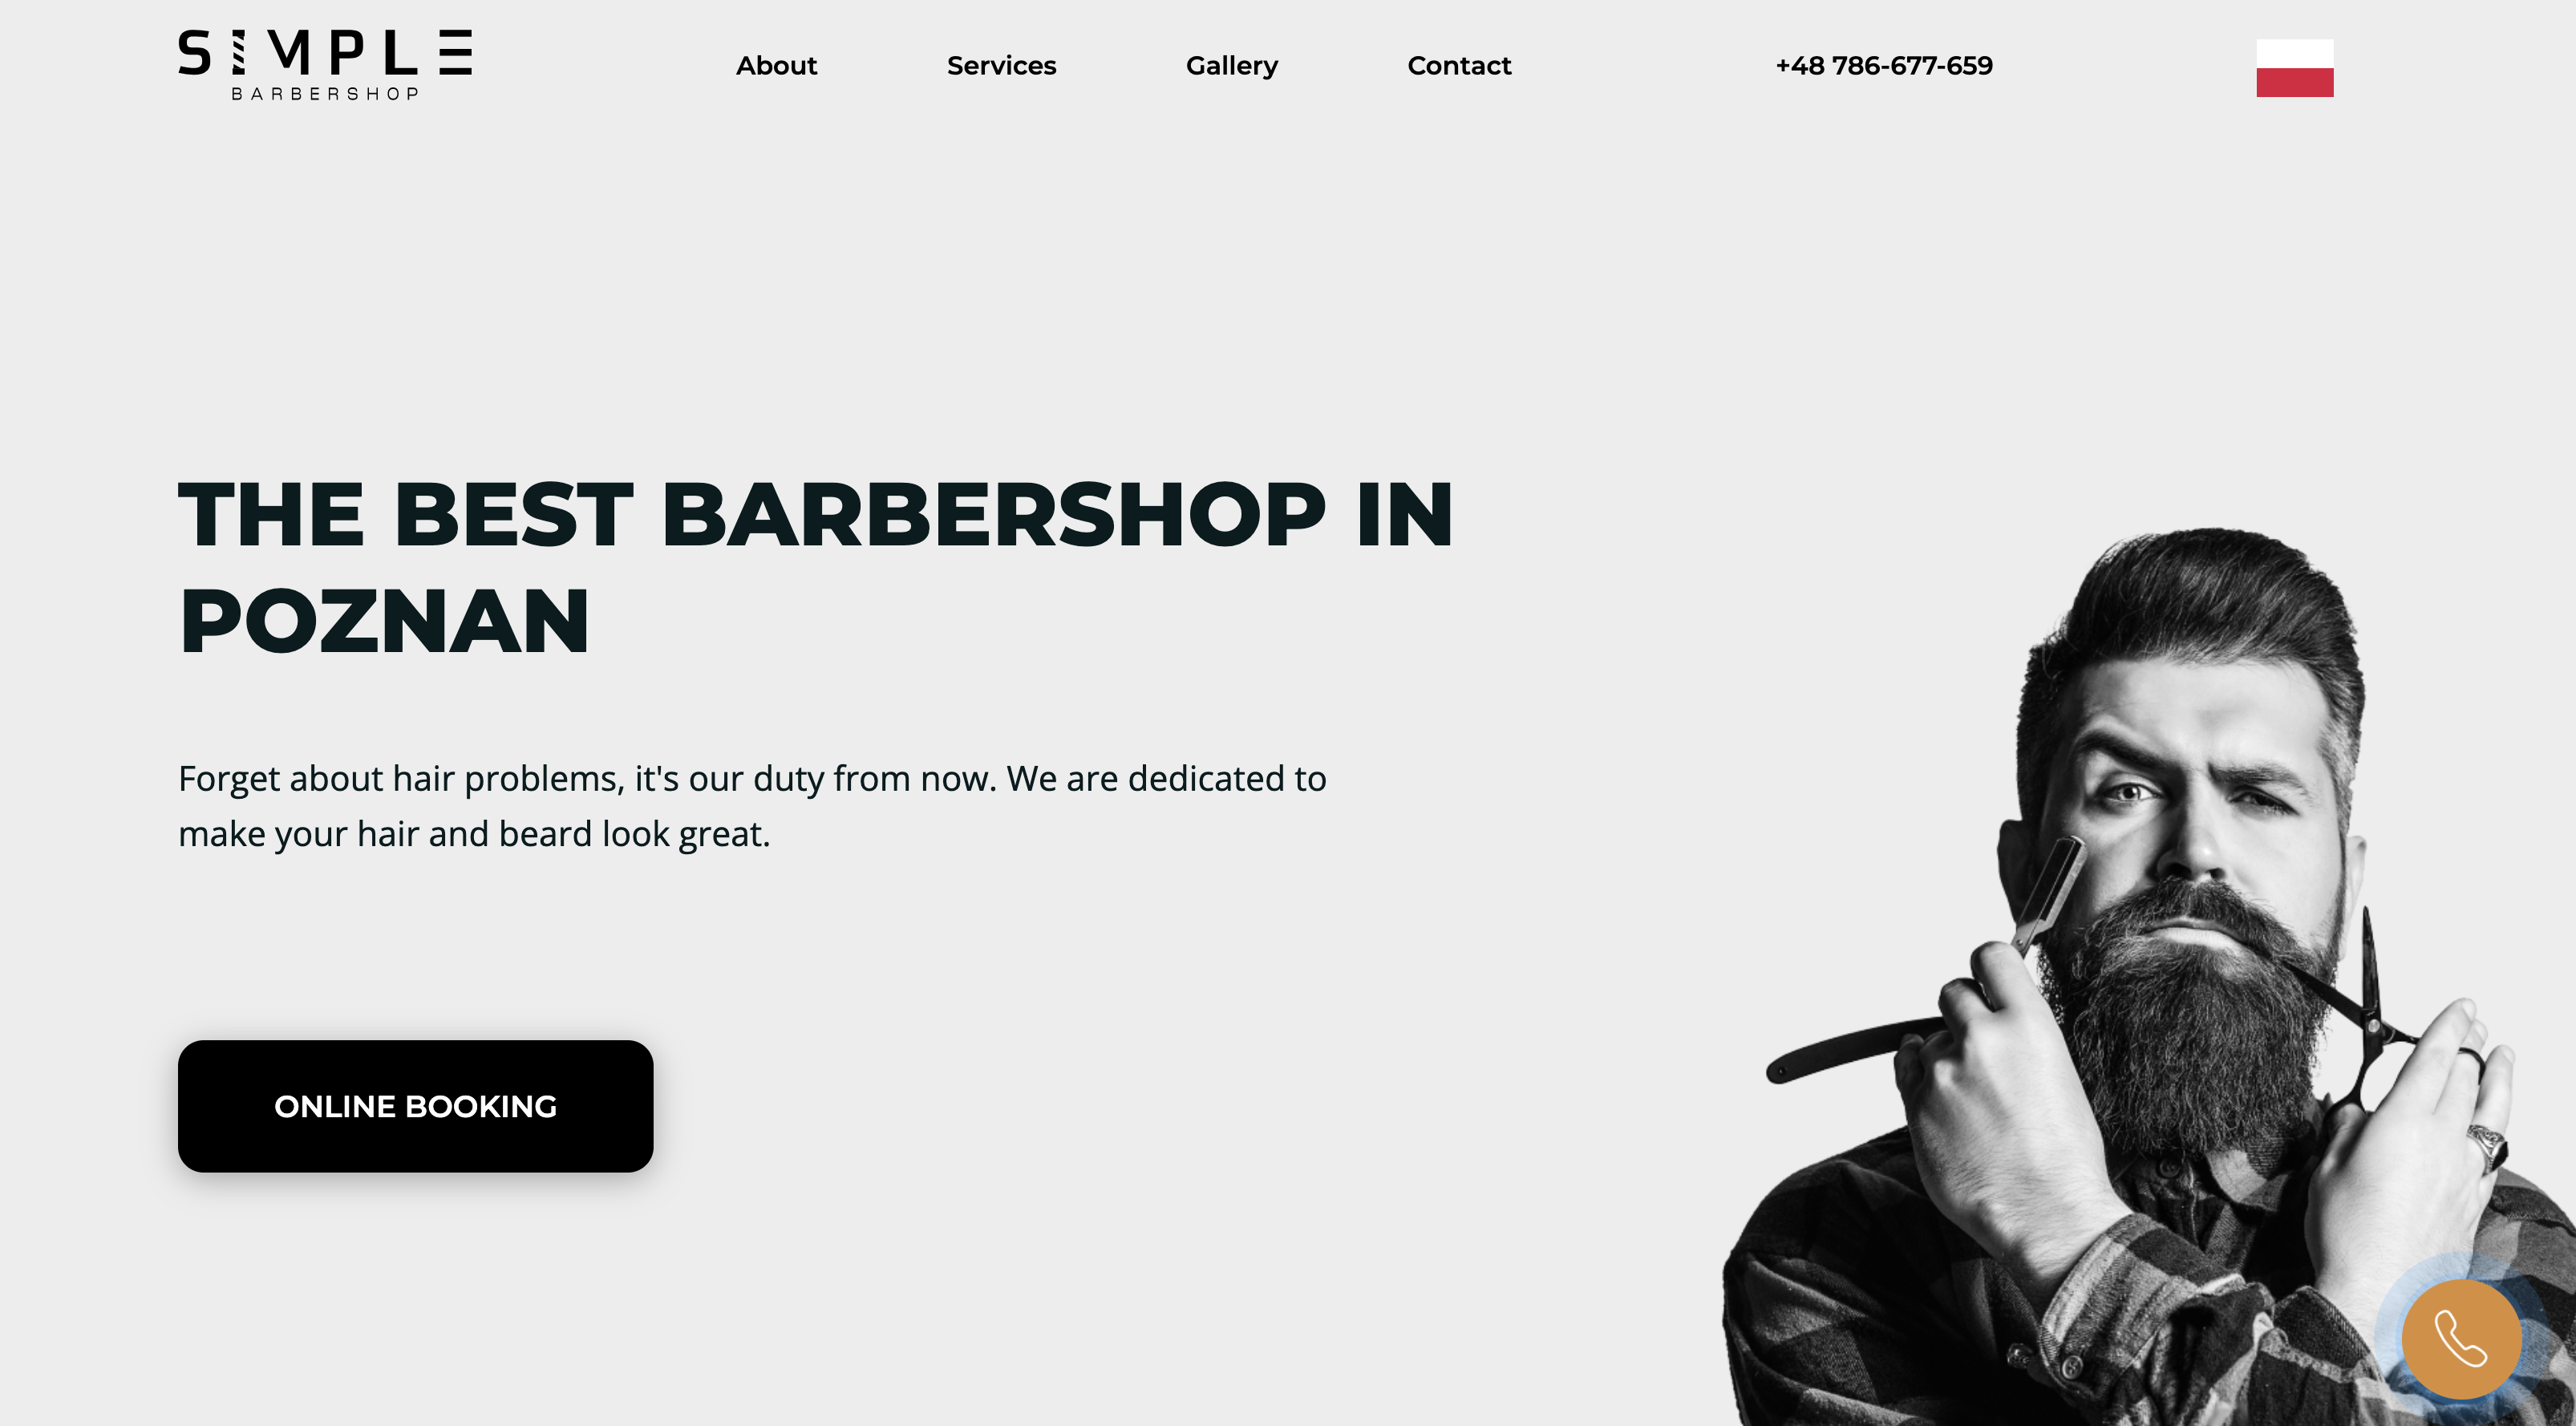 SIMPLE
BARBERSHOP
About
Services
Gallery
Contact
+48 786-677-659
THE BEST BARBERSHOP IN
POZNAN
Forget about hair problems, it's our duty from now. We are dedicated to
make your hair and beard look great.
ONLINE BOOKING